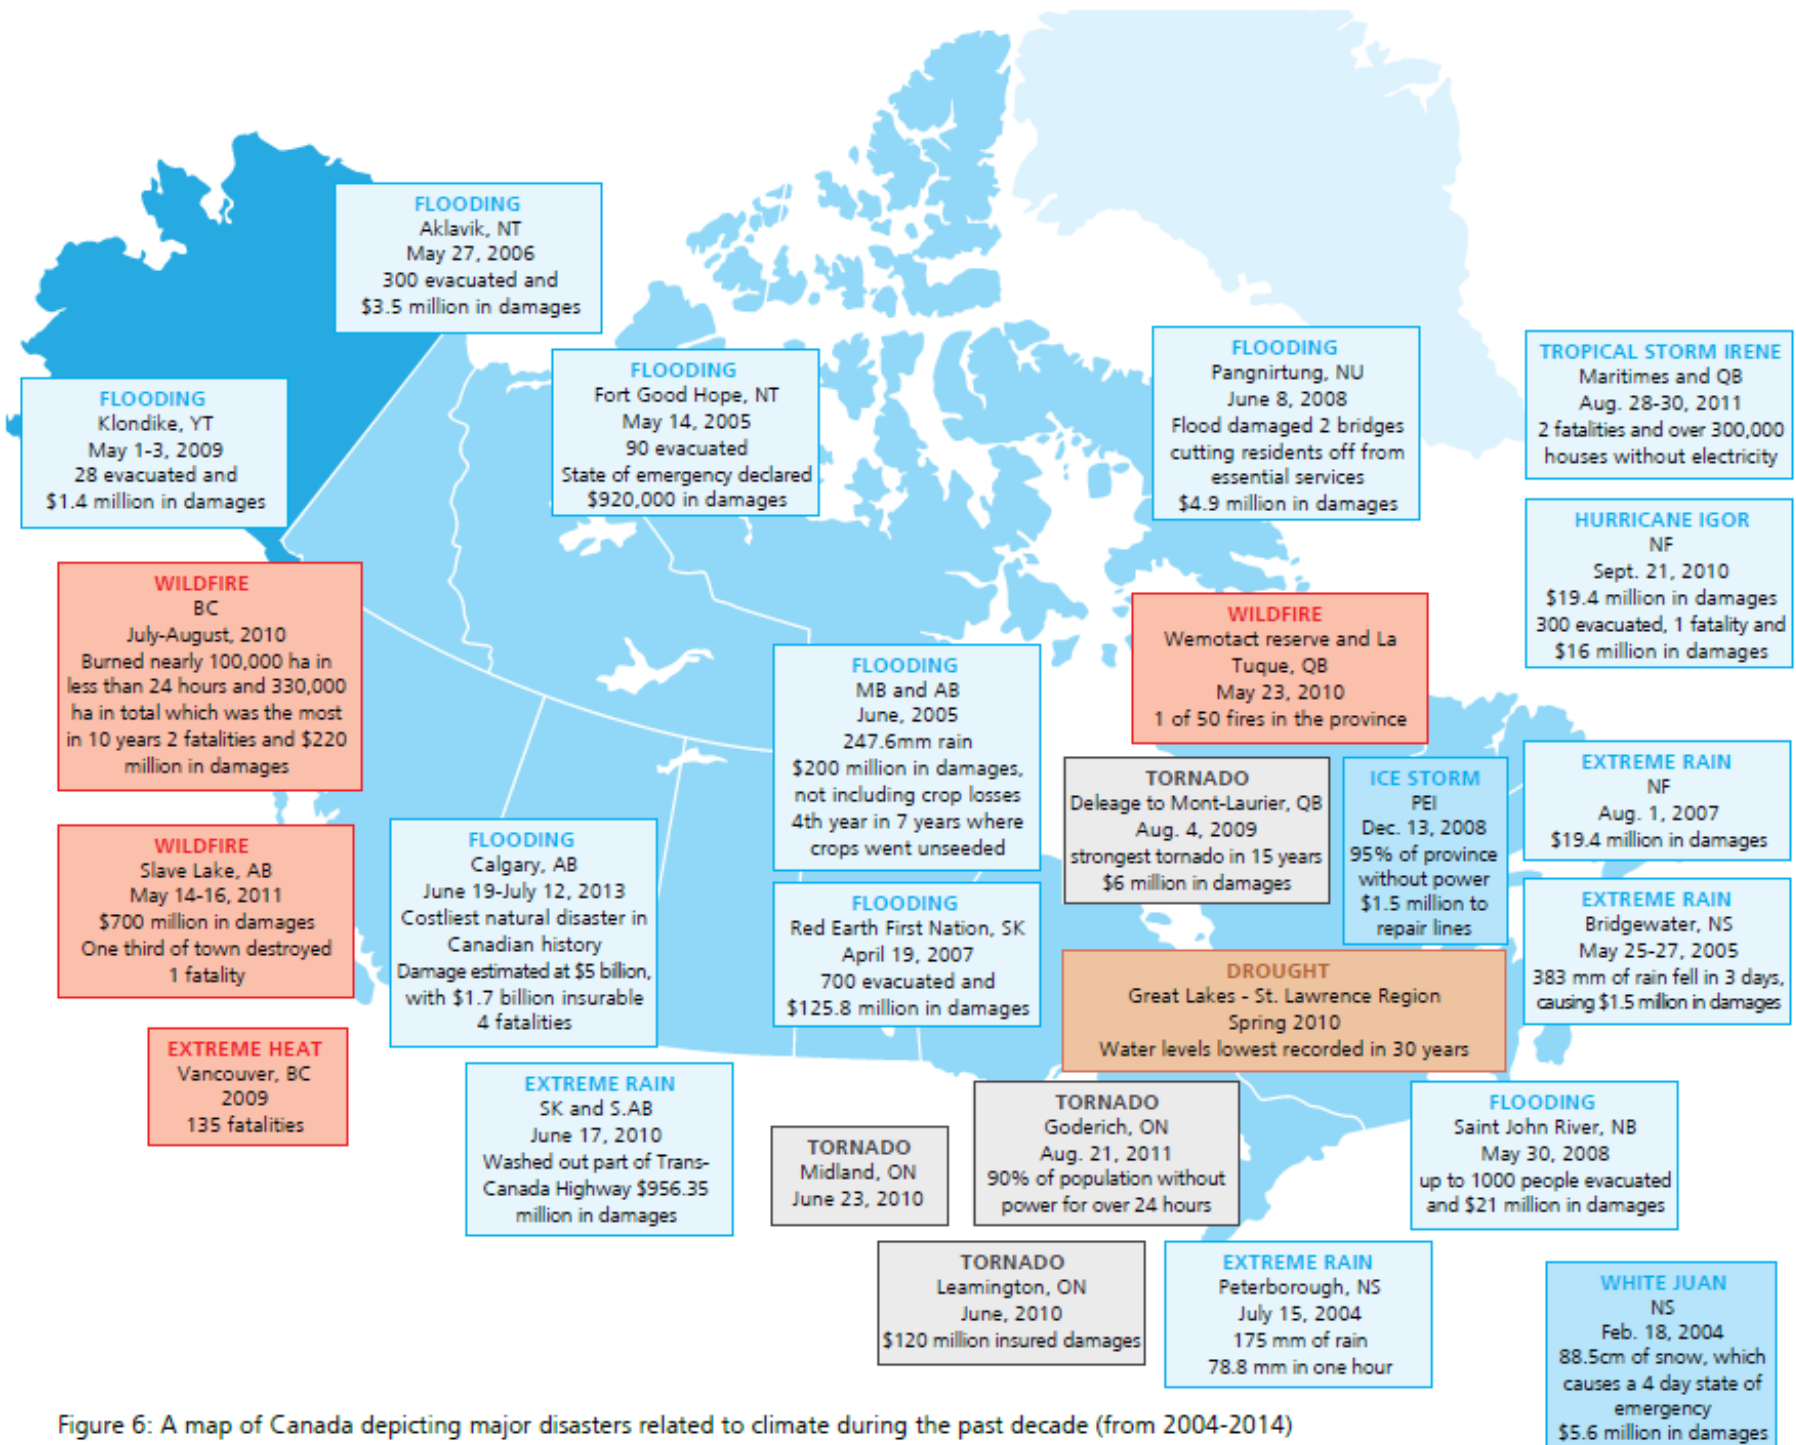 FLOODING
Aklavik, NT
May 27, 2006
300 evacuated and
$3.5 million in damages
FLOODING
Klondike, YT
May 1-3, 2009
28 evacuated and
$1.4 million in damages
FLOODING
Fort Good Hope, NT
May 14, 2005
90 evacuated
State of emergency declared
$920,000 in damages
FLOODING
Pangnirtung, NU
June 8, 2008
Flood damaged 2 bridges
cutting residents off from
essential services
$4.9 million in damages
TROPICAL STORM IRENE
Maritimes and QB
Aug. 28-30, 2011
2 fatalities and over 300,000
houses without electricity
HURRICANE IGOR
NF
Sept. 21, 2010
$19.4 million in damages
300 evacuated, 1 fatality and
$16 million in damages
WILDFIRE
BC
July-August, 2010
Burned nearly 100,000 ha in
less than 24 hours and 330,000
ha in total which was the most
in 10 years 2 fatalities and $220
million in damages
FLOODING
MB and AB
June, 2005
247.6mm rain
$200 million in damages,
not including crop losses
4th year in 7 years where
crops went unseeded
WILDFIRE
Wemotact reserve and La
Tuque, QB
May 23, 2010
1 of 50 fires in the province
TORNADO
Deleage to Mont-Laurier, QB
Aug. 4, 2009
strongest tornado in 15 years
$6 million in damages
ICE STORM
PEI
Dec. 13, 2008
95% of province
without power
$1.5 million to
repair lines
EXTREME RAIN
NF
Aug. 1, 2007
$19.4 million in damages
WILDFIRE
Slave Lake, AB
May 14-16, 2011
$700 million in damages
One third of town destroyed
1 fatality
FLOODING
Calgary, AB
June 19-July 12, 2013
Costliest natural disaster in
Canadian history
Damage estimated at $5 billion,
with $1.7 billion insurable
4 fatalities
FLOODING
Red Earth First Nation, SK
April 19, 2007
700 evacuated and
$125.8 million in damages
EXTREME RAIN
Bridgewater, NS
May 25-27, 2005
383 mm of rain fell in 3 days,
causing $1.5 million in damages
DROUGHT
Great Lakes - St. Lawrence Region
Spring 2010
Water levels lowest recorded in 30 years
EXTREME HEAT
Vancouver, BC
2009
135 fatalities
EXTREME RAIN
SK and S.AB
June 17, 2010
Washed out part of Trans-
Canada Highway $956.35
million in damages
TORNADO
Midland, ON
June 23, 2010
TORNADO
Goderich, ON
Aug. 21, 2011
90% of population without
power for over 24 hours
FLOODING
Saint John River, NB
May 30, 2008
up to 1000 people evacuated
and $21 million in damages
TORNADO
Leamington, ON
June, 2010
$120 million insured damages
EXTREME RAIN
Peterborough, NS
July 15, 2004
175 mm of rain
78.8 mm in one hour
WHITE JUAN
NS
Feb. 18, 2004
88.5cm of snow, which
causes a 4 day state of
emergency
$5.6 million in damages
Figure 6: A map of Canada depicting major disasters related to climate during the past decade (from 2004-2014)